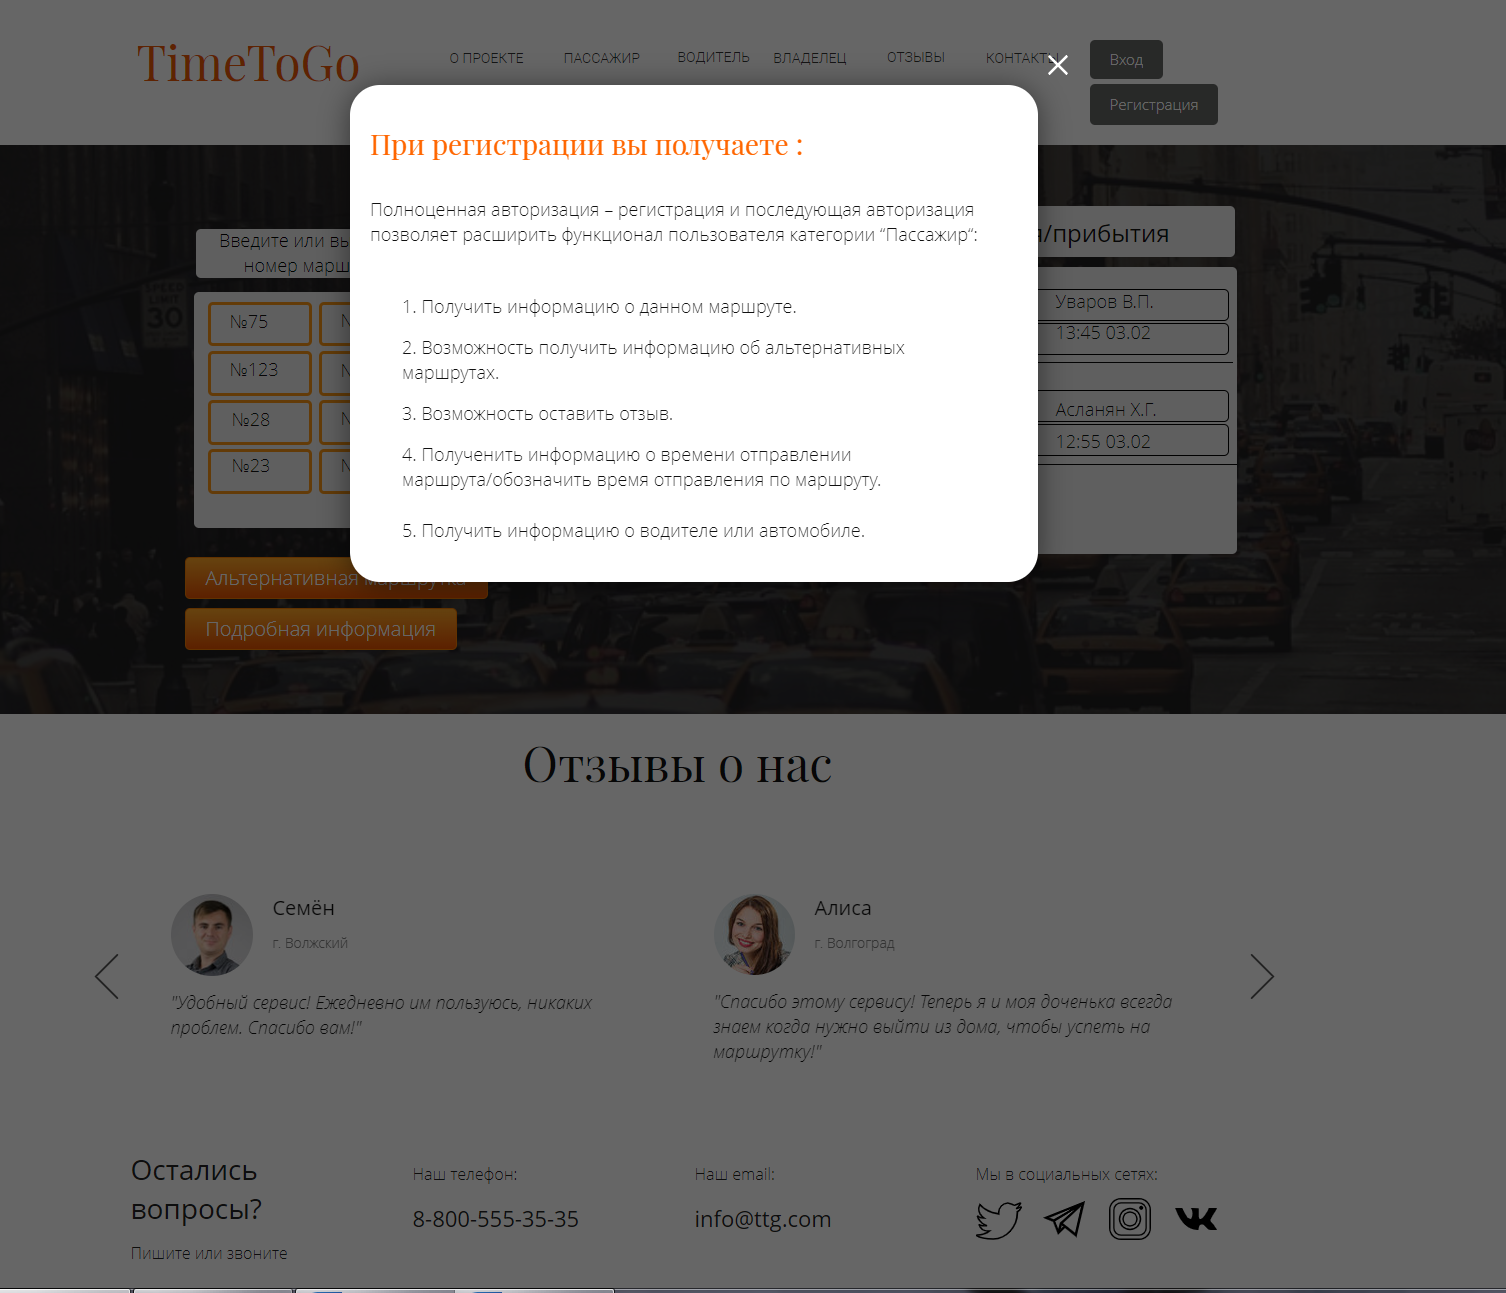 TimeToGo
О ПРОЕКТЕ
ПАССАЖИР
ВОДИТЕЛЬ
ВЛАДЕЛЕЦ
ОТЗЫВЫ
КОНТАКТЫ
Вход
Регистрация
При регистрации вы получаете :
Полноценная авторизация – регистрация и последующая авторизация
позволяет расширить функционал пользователя категории “Пассажир“:
1. Получить информацию о данном маршруте.
2. Возможность получить информацию об альтернативных
маршрутах.
3. Возможность оставить отзыв.
4. Полученить информацию о времени отправлении
маршрута/обозначить время отправления по маршруту.
5. Получить информацию о водителе или автомобиле.
Введите или вы
номер марш
№75
№123
№28
№23
Альтернативная маршрутка
Подробная информация
SPEED
LIMIT
30
я/прибытия
Уваров В.П.
13:45 03.02
Асланян Х.Г.
12:55 03.02
Отзывы о нас
Семён
г. Волжский
"Удобный сервис! Ежедневно им пользуюсь, никаких
проблем. Спасибо вам!"
Алиса
г. Волгоград
"Спасибо этому сервису! Теперь я и моя доченька всегда
знаем когда нужно выйти из дома, чтобы успеть на
маршрутку!"
Остались
вопросы?
Пишите или звоните
Наш телефон:
8-800-555-35-35
Наш email:
info@ttg.com
Мы в социальных сетях: